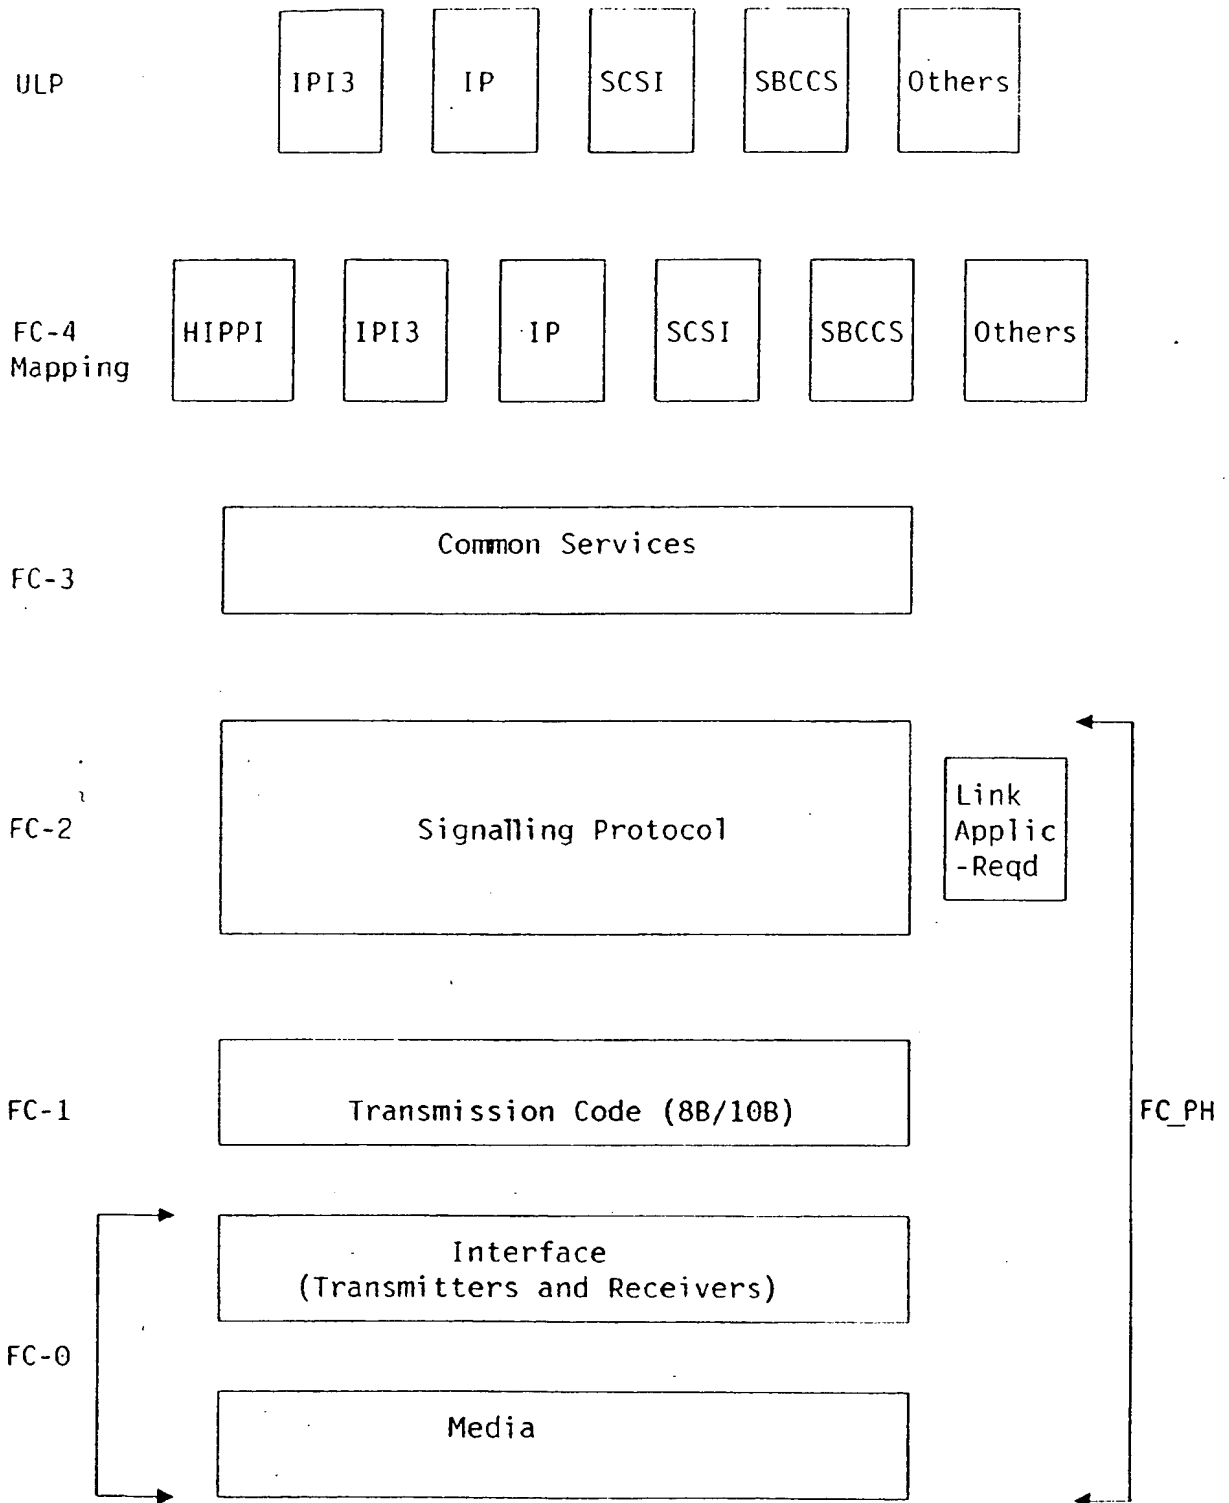 ULP
IPI3
IP
SCSI
SBCCS
Others
FC-4
Mapping
HIPPI
IPI3
IP
SCSI
SBCCS
Others
FC-3
Common Services
FC-2
Signalling Protocol
Link
Applic
-Reqd
FC-1
Transmission Code (8B/10B)
FC_PH
FC-0
Interface
(Transmitters and Receivers)
Media